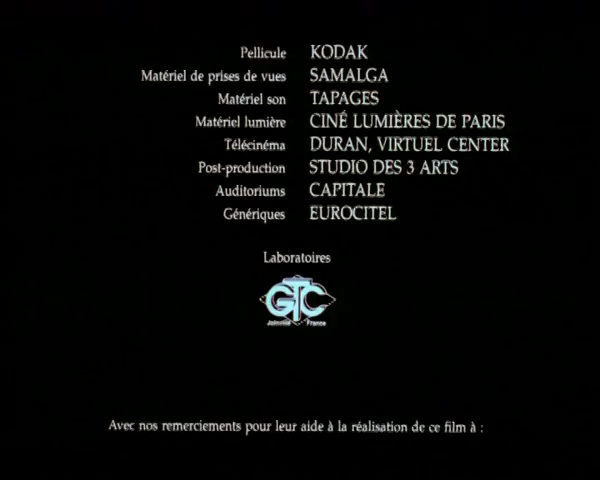 Pellicule KODAK
Matériel de prises de vues SAMALGA
Matériel son TAPAGES
Matériel lumière CINÉ LUMIÈRES DE PARIS
Télécinéma DURAN, VIRTUEL CENTER
Post-production STUDIO DES 3 ARTS
Auditoriums CAPITALE
Génériques EUROCITEL
Laboratoires
GTC
Joinville France
Avec nos remerciements pour leur aide à la réalisation de ce film à :